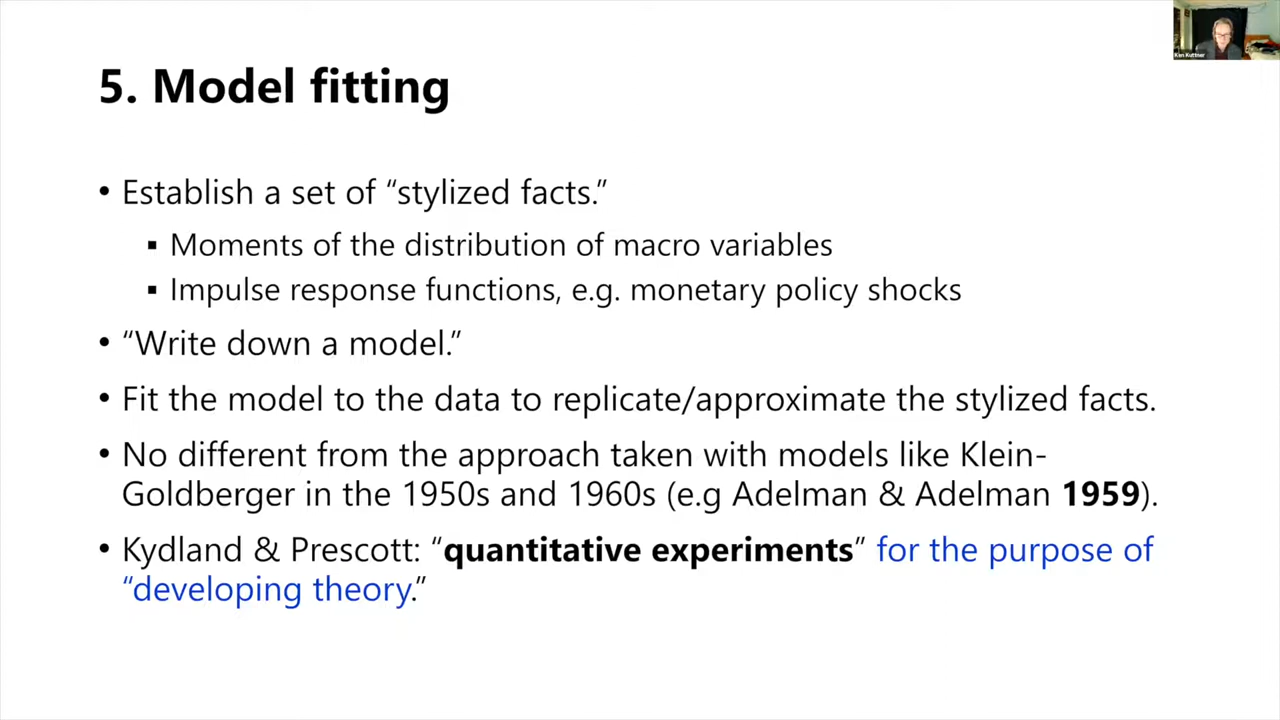 Ken Kuttner
5. Model fitting
• Establish a set of “stylized facts.”
▪ Moments of the distribution of macro variables
▪ Impulse response functions, e.g. monetary policy shocks
• “Write down a model.”
• Fit the model to the data to replicate/approximate the stylized facts.
• No different from the approach taken with models like Klein-
Goldberger in the 1950s and 1960s (e.g Adelman & Adelman 1959).
• Kydland & Prescott: “quantitative experiments” for the purpose of
“developing theory.”